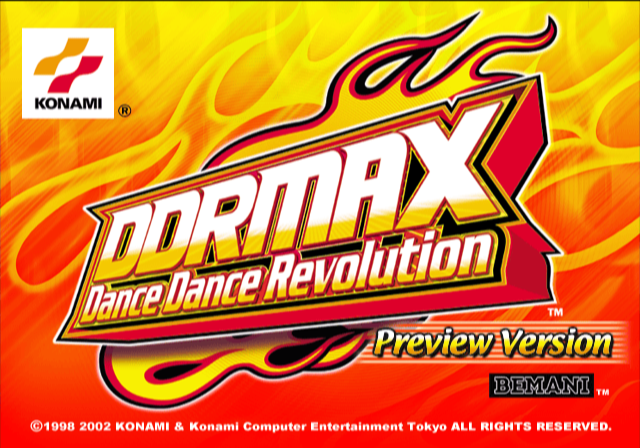 KONAMI ®
DDRMAX
Dance Dance Revolution
TM
Preview Version
BEMANI TM
©1998 2002 KONAMI & Konami Computer Entertainment Tokyo ALL RIGHTS RESERVED.